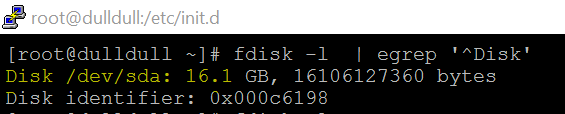 root@dulldull:/etc/init.d
[root@dulldull ~]# fdisk -l  | egrep '^Disk'
Disk /dev/sda: 16.1 GB, 16106127360 bytes
Disk identifier: 0x000c6198